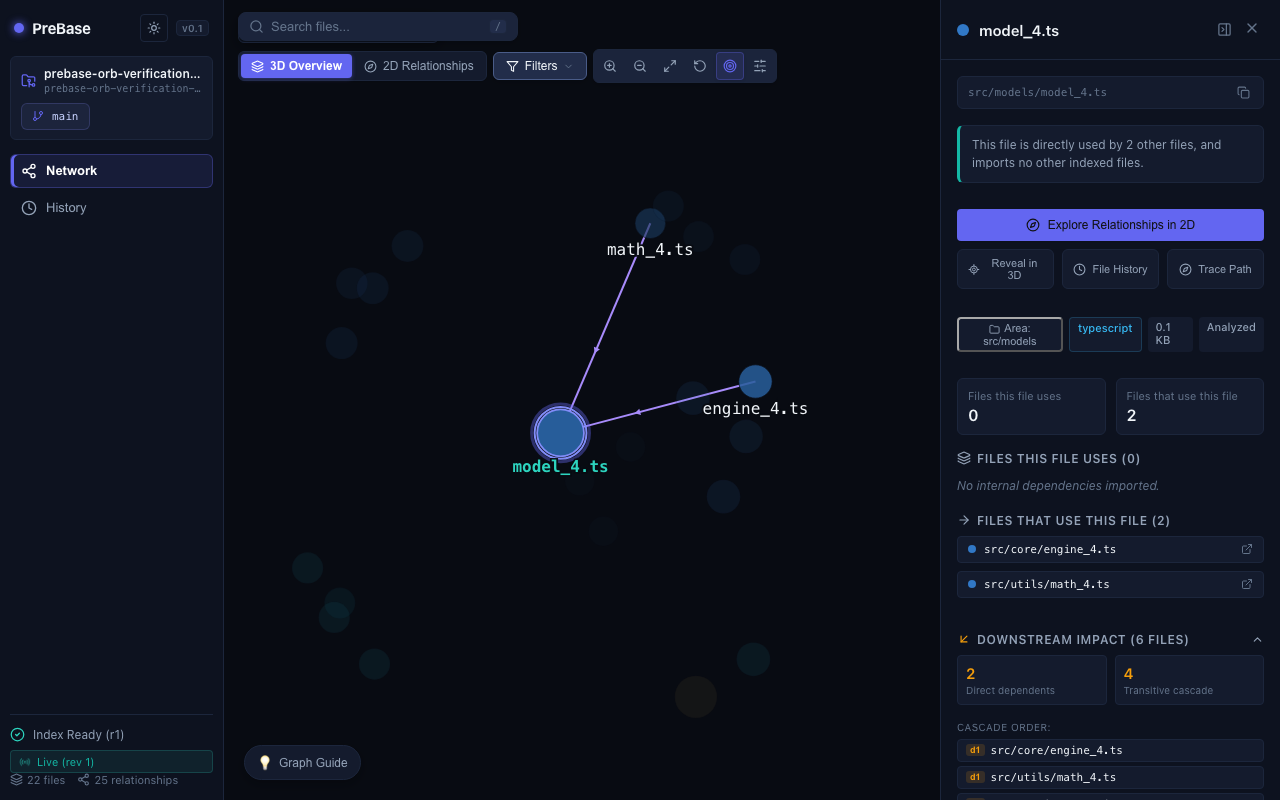 PreBase
v0.1
prebase-orb-verification...
prebase-orb-verification-…
main
Network
History
Index Ready (r1)
Live (rev 1)
22 files
25 relationships
Search files...
/
3D Overview
2D Relationships
Filters
math_4.ts
engine_4.ts
model_4.ts
Graph Guide
model_4.ts
src/models/model_4.ts
This file is directly used by 2 other files, and
imports no other indexed files.
Explore Relationships in 2D
Reveal in
3D
File History
Trace Path
Area:
src/models
typescript
0.1
KB
Analyzed
Files this file uses
0
Files that use this file
2
FILES THIS FILE USES (0)
No internal dependencies imported.
FILES THAT USE THIS FILE (2)
src/core/engine_4.ts
src/utils/math_4.ts
DOWNSTREAM IMPACT (6 FILES)
2
Direct dependents
4
Transitive cascade
CASCADE ORDER:
d1 src/core/engine_4.ts
d1 src/utils/math_4.ts